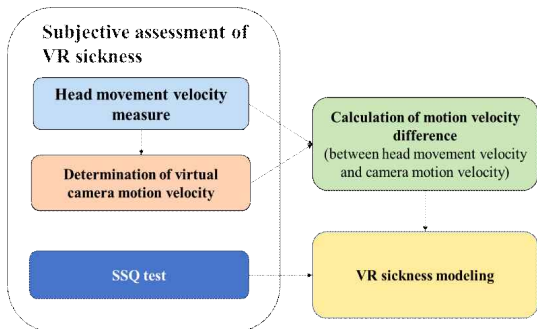 Subjective assessment of
VR sickness
Head movement velocity
measure
Determination of virtual
camera motion velocity
SSQ test
Calculation of motion velocity
difference
(between head movement velocity
and camera motion velocity)
VR sickness modeling